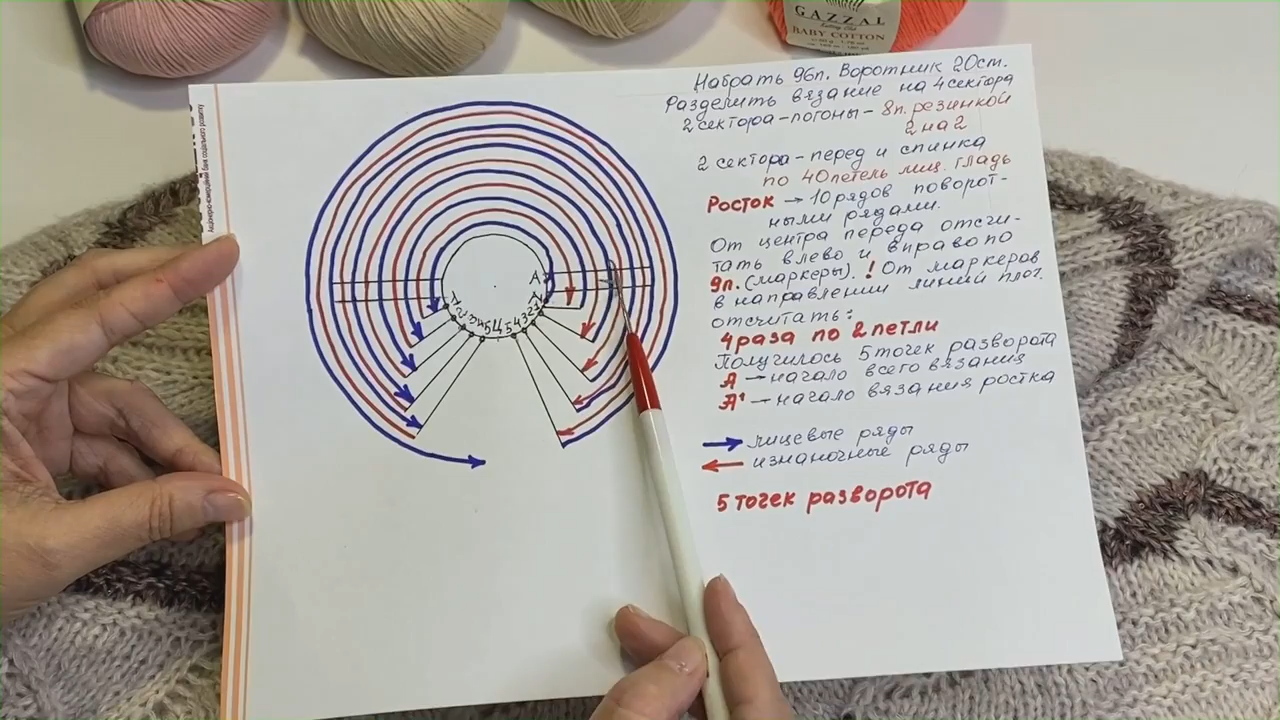 GAZZAL
BABY COTTON
Набрать 96п. Воротник 20см.
Разделить вязание на 4 сектора
2 сектора-погоны- 8п. резинкой
2 на 2
2 сектора-перед и спинка
по 40 петель лиц. гладь
Росток → 10 рядов поворот-
ными рядами.
От центра переда отсчи-
тать влево и вправо по
9п. (маркеры). ! От маркеров
в направлении линий плог.
отсчитать:
4 раза по 2 петли
Получилось 5 точек разворота
А — начало всего вязания
А¹ — начало вязания ростка
лицевые ряды
изнаночные ряды
5 точек разворота
А